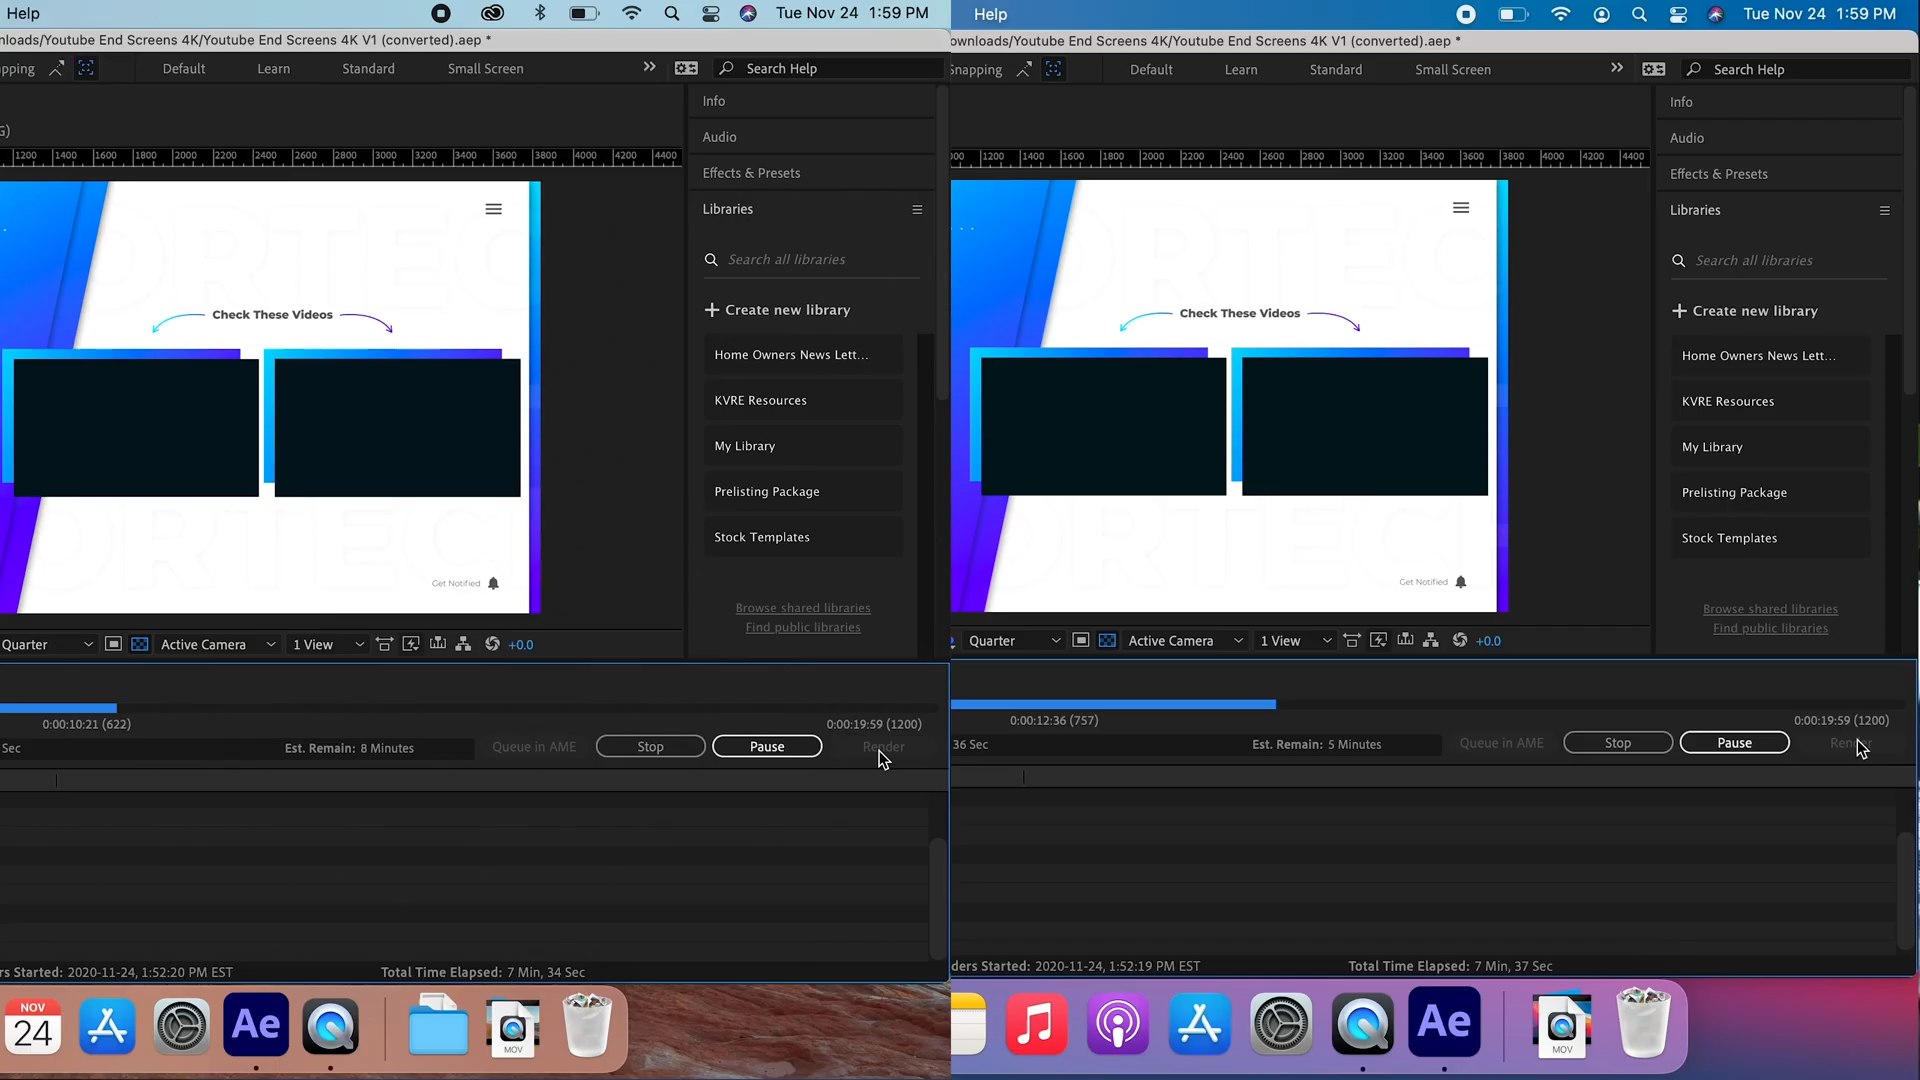 Help
Tue Nov 24 1:59 PM
nloads/Youtube End Screens 4K/Youtube End Screens 4K V1 (converted).aep *
pping
Default
Learn
Standard
Small Screen
Search Help
Info
G)
Audio
1200 1400 1600 1800 2000 2200 2400 2600 2800 3000 3200 3400 3600 3800 4000 4200 4400
Effects & Presets
Libraries
ORTEC
Search all libraries
Create new library
Check These Videos
Home Owners News Lett...
KVRE Resources
My Library
Prelisting Package
Stock Templates
ORTEC
Get Notified
Browse shared libraries
Find public libraries
Quarter
Active Camera
1 View
+0.0
0:00:10:21 (622)
0:00:19:59 (1200)
Sec
Est. Remain: 8 Minutes
Queue in AME
Stop
Pause
Render
rs Started: 2020-11-24, 1:52:20 PM EST
Total Time Elapsed: 7 Min, 34 Sec
NOV
24
Ae
MOV
Help
Tue Nov 24 1:59 PM
ownloads/Youtube End Screens 4K/Youtube End Screens 4K V1 (converted).aep *
Snapping
Default
Learn
Standard
Small Screen
Search Help
Info
Audio
000 1200 1400 1600 1800 2000 2200 2400 2600 2800 3000 3200 3400 3600 3800 4000 4200 4400
Effects & Presets
Libraries
ORTEC
Search all libraries
Create new library
Check These Videos
Home Owners News Lett...
KVRE Resources
My Library
Prelisting Package
Stock Templates
ORTEC
Get Notified
Browse shared libraries
Find public libraries
Quarter
Active Camera
1 View
+0.0
0:00:12:36 (757)
0:00:19:59 (1200)
36 Sec
Est. Remain: 5 Minutes
Queue in AME
Stop
Pause
Render
ders Started: 2020-11-24, 1:52:19 PM EST
Total Time Elapsed: 7 Min, 37 Sec
Ae
MOV